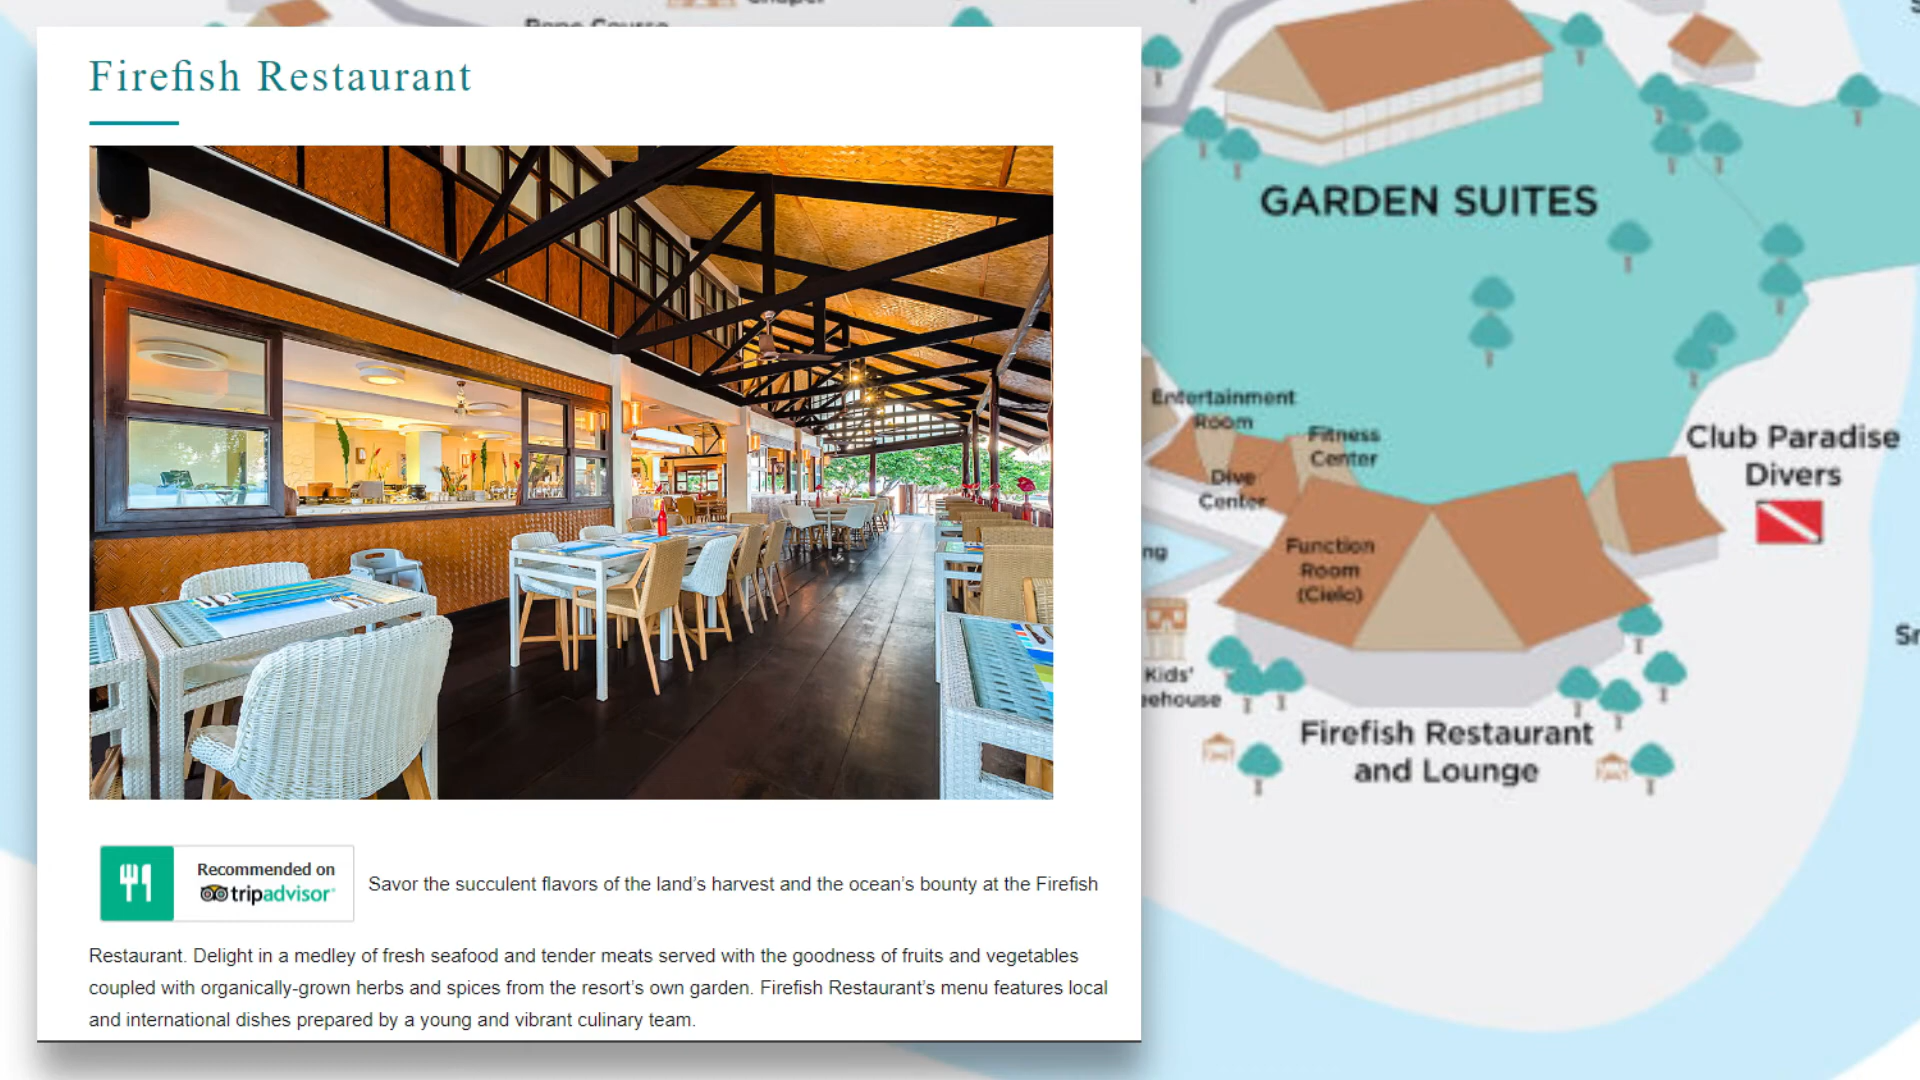 Firefish Restaurant
Recommended on
tripadvisor
Savor the succulent flavors of the land's harvest and the ocean's bounty at the Firefish
Restaurant. Delight in a medley of fresh seafood and tender meats served with the goodness of fruits and vegetables
coupled with organically-grown herbs and spices from the resort's own garden. Firefish Restaurant's menu features local
and international dishes prepared by a young and vibrant culinary team.
GARDEN SUITES
Entertainment
Room
Fitness
Center
Dive
Center
Club Paradise
Divers
Function
Room
(Cielo)
Kids'
Firefish Restaurant
and Lounge